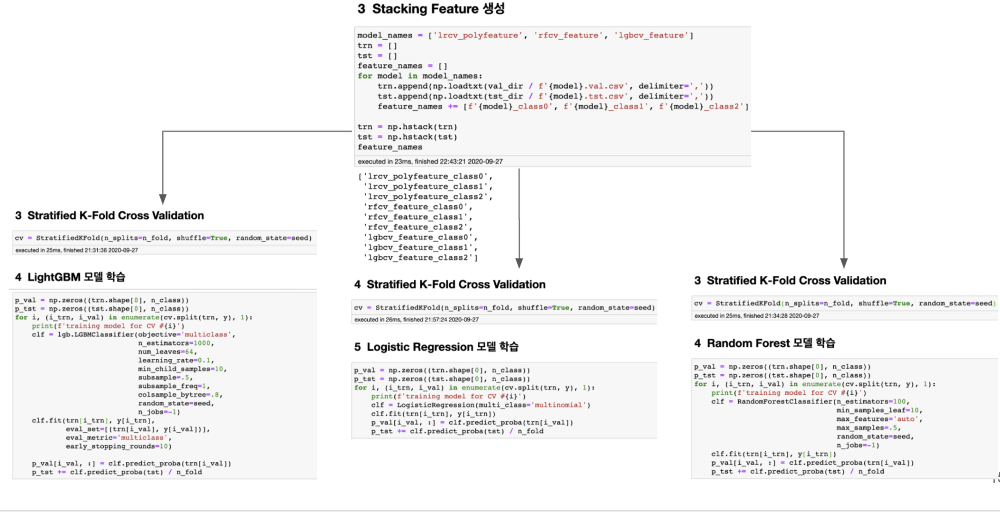 3 Stacking Feature 생성
model_names = ['lrcv_polyfeature', 'rfcv_feature', 'lgbcv_feature']
trn = []
tst = []
feature_names = []
for model in model_names:
    trn.append(np.loadtxt(val_dir / f'{model}.val.csv', delimiter=','))
    tst.append(np.loadtxt(tst_dir / f'{model}.tst.csv', delimiter=','))
    feature_names += [f'{model}_class0', f'{model}_class1', f'{model}_class2']
trn = np.hstack(trn)
tst = np.hstack(tst)
feature_names
executed in 23ms, finished 22:43:21 2020-09-27
['lrcv_polyfeature_class0',
 'lrcv_polyfeature_class1',
 'lrcv_polyfeature_class2',
 'rfcv_feature_class0',
 'rfcv_feature_class1',
 'rfcv_feature_class2',
 'lgbcv_feature_class0',
 'lgbcv_feature_class1',
 'lgbcv_feature_class2']
3 Stratified K-Fold Cross Validation
cv = StratifiedKFold(n_splits=n_fold, shuffle=True, random_state=seed)
executed in 25ms, finished 21:31:36 2020-09-27
4 LightGBM 모델 학습
p_val = np.zeros((trn.shape[0], n_class))
p_tst = np.zeros((tst.shape[0], n_class))
for i, (i_trn, i_val) in enumerate(cv.split(trn, y), 1):
    print(f'training model for CV #{i}')
    clf = lgb.LGBMClassifier(objective='multiclass',
                             n_estimators=1000,
                             num_leaves=64,
                             learning_rate=0.1,
                             min_child_samples=10,
                             subsample=.5,
                             subsample_freq=1,
                             colsample_bytree=.8,
                             random_state=seed,
                             n_jobs=-1)
    clf.fit(trn[i_trn], y[i_trn],
            eval_set=[(trn[i_val], y[i_val])],
            eval_metric='multiclass',
            early_stopping_rounds=10)
    p_val[i_val, :] = clf.predict_proba(trn[i_val])
    p_tst += clf.predict_proba(tst) / n_fold
4 Stratified K-Fold Cross Validation
cv = StratifiedKFold(n_splits=n_fold, shuffle=True, random_state=seed)
executed in 26ms, finished 21:57:24 2020-09-27
5 Logistic Regression 모델 학습
p_val = np.zeros((trn.shape[0], n_class))
p_tst = np.zeros((tst.shape[0], n_class))
for i, (i_trn, i_val) in enumerate(cv.split(trn, y), 1):
    print(f'training model for CV #{i}')
    clf = LogisticRegression(multi_class='multinomial')
    clf.fit(trn[i_trn], y[i_trn])
    p_val[i_val, :] = clf.predict_proba(trn[i_val])
    p_tst += clf.predict_proba(tst) / n_fold
3 Stratified K-Fold Cross Validation
cv = StratifiedKFold(n_splits=n_fold, shuffle=True, random_state=seed)
executed in 25ms, finished 21:34:28 2020-09-27
4 Random Forest 모델 학습
p_val = np.zeros((trn.shape[0], n_class))
p_tst = np.zeros((tst.shape[0], n_class))
for i, (i_trn, i_val) in enumerate(cv.split(trn, y), 1):
    print(f'training model for CV #{i}')
    clf = RandomForestClassifier(n_estimators=100,
                                 min_samples_leaf=10,
                                 max_features='auto',
                                 max_samples=.5,
                                 random_state=seed,
                                 n_jobs=-1)
    clf.fit(trn[i_trn], y[i_trn])
    p_val[i_val, :] = clf.predict_proba(trn[i_val])
    p_tst += clf.predict_proba(tst) / n_fold